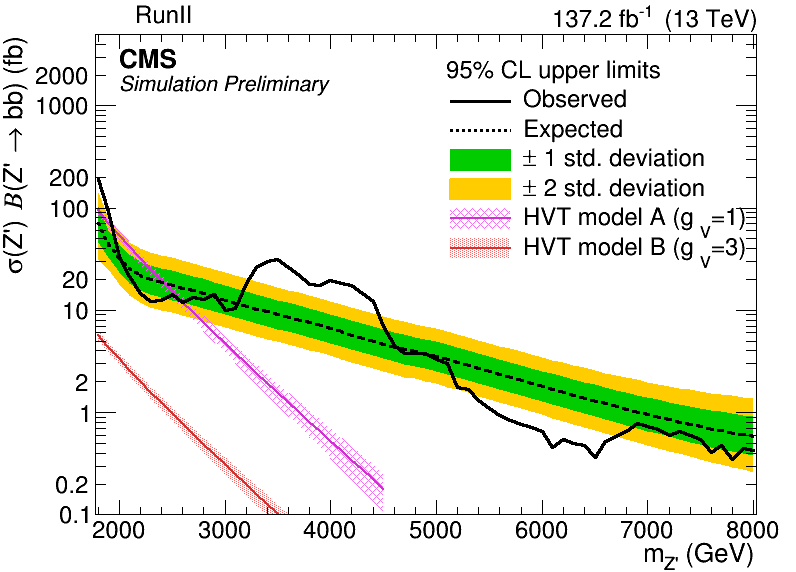 RunII
137.2 fb⁻¹ (13 TeV)
CMS
Simulation Preliminary
95% CL upper limits
Observed
Expected
± 1 std. deviation
± 2 std. deviation
HVT model A (g_v=1)
HVT model B (g_v=3)
σ(Z') B(Z' → bb) (fb)
2000
1000
200
100
20
10
2
1
0.2
0.1
2000 3000 4000 5000 6000 7000 8000
m_Z' (GeV)